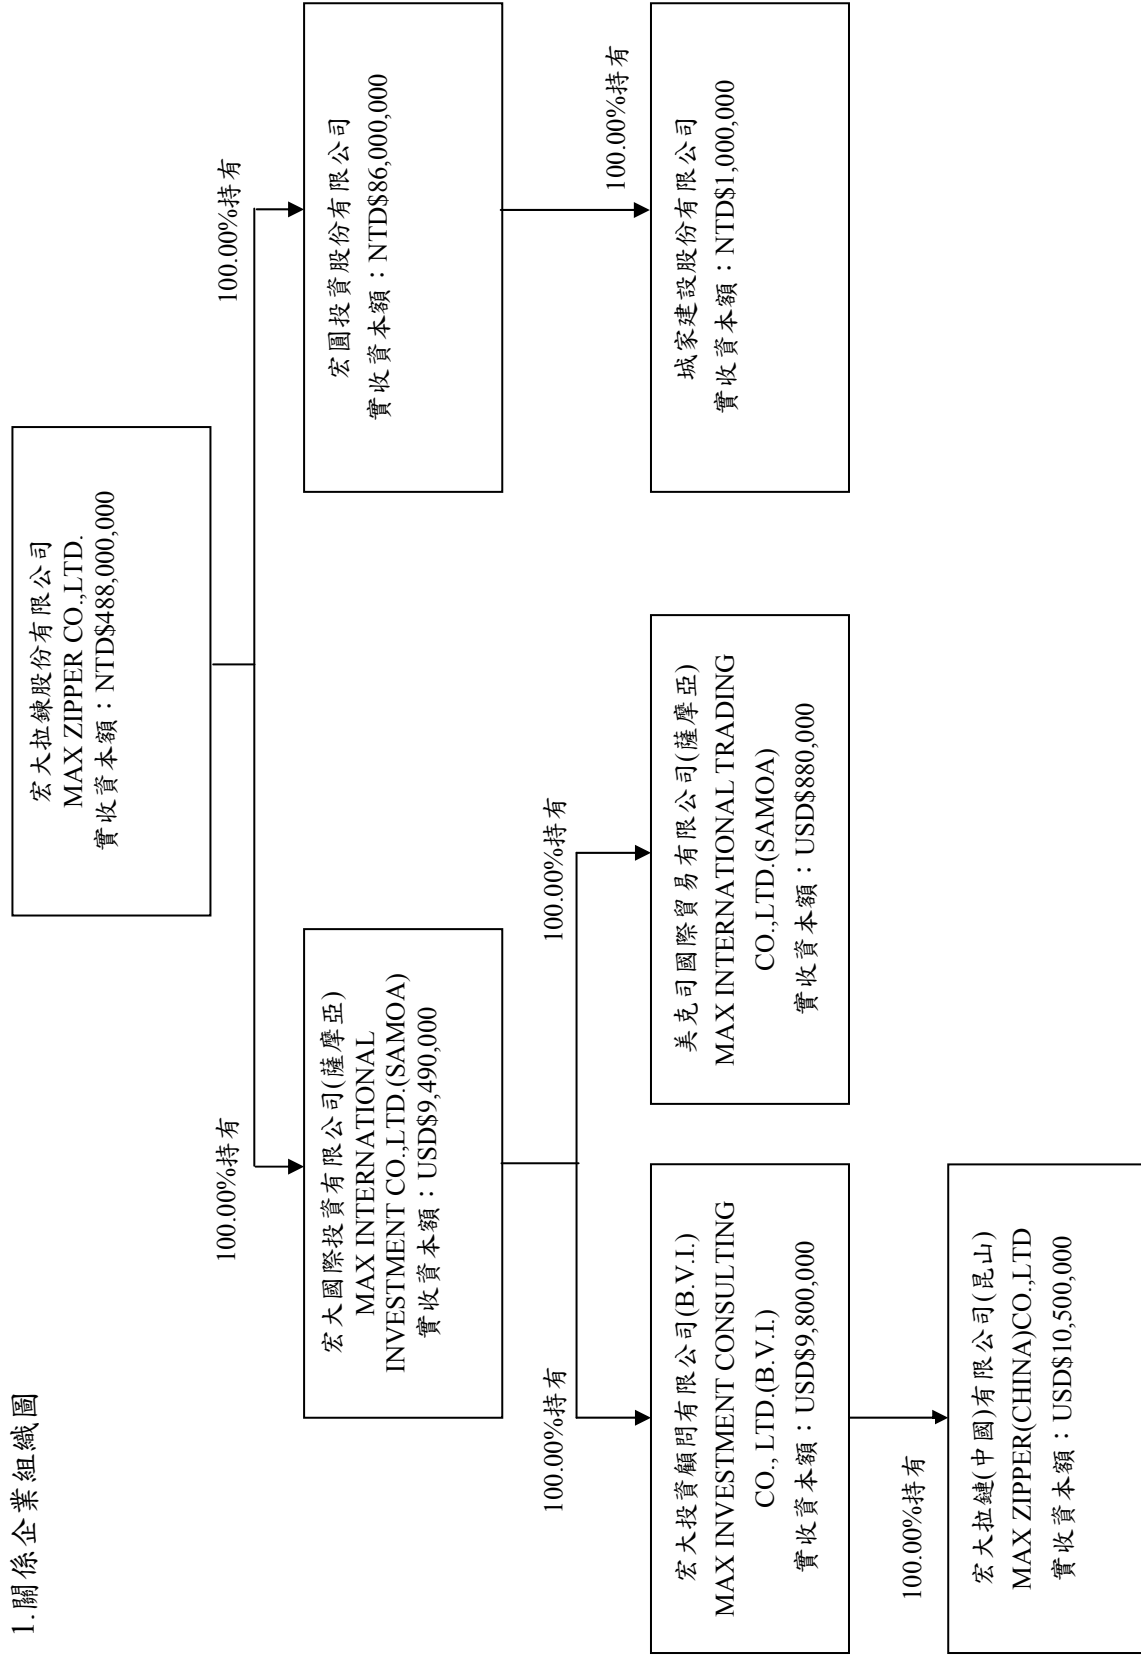 1.關係企業組織圖
宏大拉鍊股份有限公司
MAX ZIPPER CO.,LTD.
實收資本額：NTD$488,000,000
100.00%持有
100.00%持有
宏大國際投資有限公司(薩摩亞)
MAX INTERNATIONAL
INVESTMENT CO.,LTD.(SAMOA)
實收資本額：USD$9,490,000
宏圓投資股份有限公司
實收資本額：NTD$86,000,000
100.00%持有
100.00%持有
100.00%持有
宏大投資顧問有限公司(B.V.I.)
MAX INVESTMENT CONSULTING
CO., LTD.(B.V.I.)
實收資本額：USD$9,800,000
美克司國際貿易有限公司(薩摩亞)
MAX INTERNATIONAL TRADING
CO.,LTD.(SAMOA)
實收資本額：USD$880,000
城家建設股份有限公司
實收資本額：NTD$1,000,000
100.00%持有
宏大拉鏈(中國)有限公司(昆山)
MAX ZIPPER(CHINA)CO.,LTD
實收資本額：USD$10,500,000